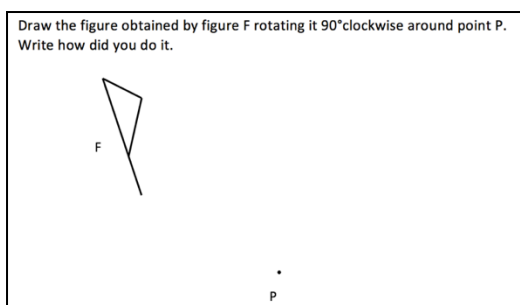 Draw the figure obtained by figure F rotating it 90°clockwise around point P.
Write how did you do it.
F
P